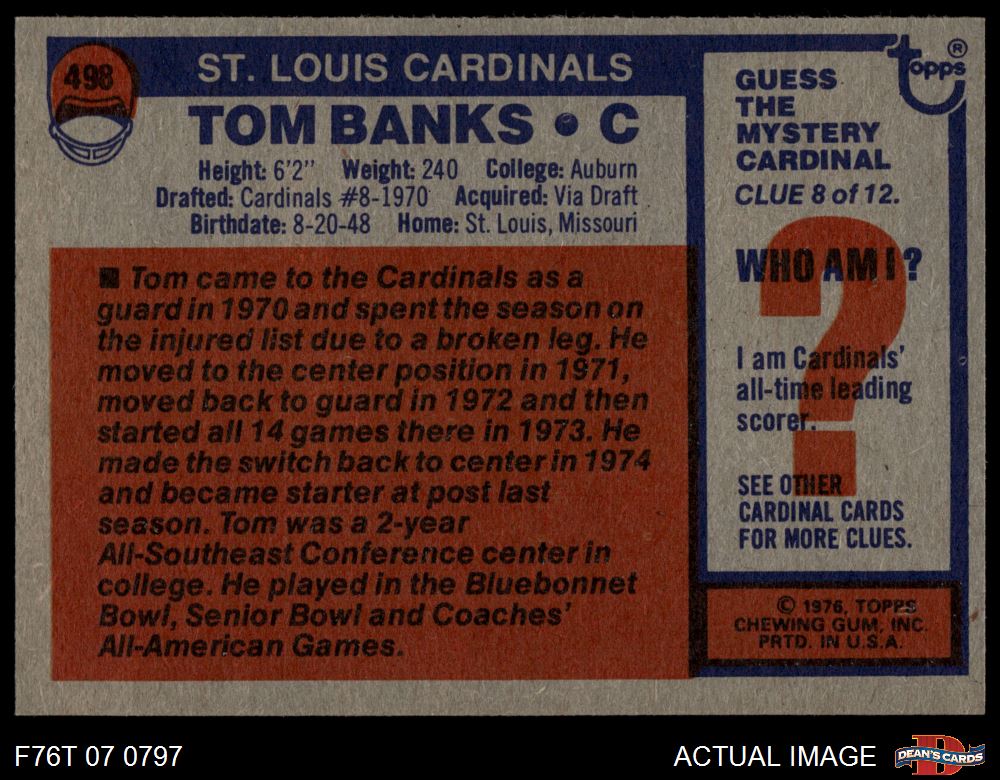 498
ST. LOUIS CARDINALS
TOM BANKS • C
Height: 6'2" Weight: 240 College: Auburn
Drafted: Cardinals #8-1970 Acquired: Via Draft
Birthdate: 8-20-48 Home: St. Louis, Missouri
■ Tom came to the Cardinals as a
guard in 1970 and spent the season on
the injured list due to a broken leg. He
moved to the center position in 1971,
moved back to guard in 1972 and then
started all 14 games there in 1973. He
made the switch back to center in 1974
and became starter at post last
season. Tom was a 2-year
All-Southeast Conference center in
college. He played in the Bluebonnet
Bowl, Senior Bowl and Coaches'
All-American Games.
topps ®
GUESS
THE
MYSTERY
CARDINAL
CLUE 8 of 12.
?
WHO AM I ?
I am Cardinals'
all-time leading
scorer.
SEE OTHER
CARDINAL CARDS
FOR MORE CLUES.
© 1976, TOPPS
CHEWING GUM, INC.
PRTD. IN U.S.A.
F76T 07 0797
ACTUAL IMAGE
D
DEAN'S CARDS